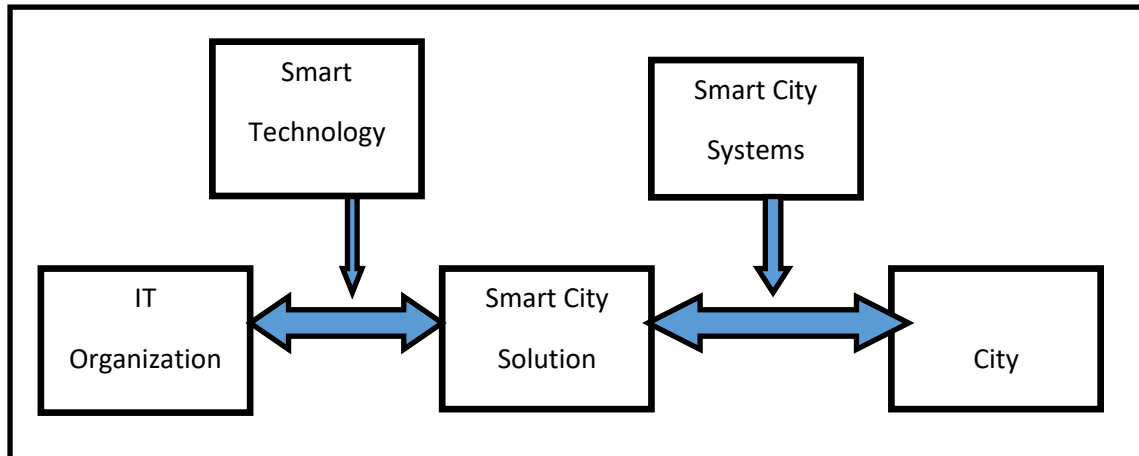 Smart
Technology
Smart City
Systems
IT
Organization
Smart City
Solution
City